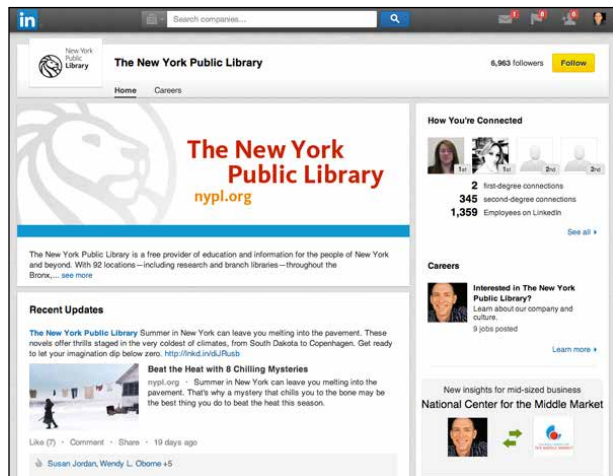 in
Search companies...
New York
Public
Library
The New York Public Library
6,963 followers
Follow
Home
Careers
The New York
Public Library
nypl.org
The New York Public Library is a free provider of education and information for the people of New York
and beyond. With 92 locations—including research and branch libraries—throughout the
Bronx,... see more
Recent Updates
The New York Public Library Summer in New York can leave you melting into the pavement. These
novels offer thrills staged in the very coldest of climates, from South Dakota to Copenhagen. Get ready
to let your imagination dip below zero. http://lnkd.in/diJRusb
Beat the Heat with 8 Chilling Mysteries
nypl.org · Summer in New York can leave you melting into the
pavement. That's why a mystery that chills you to the bone may be
the best thing you do to beat the heat this season.
Like (7) · Comment · Share · 19 days ago
Susan Jordan, Wendy L. Oborne +5
How You're Connected
1st
1st
2nd
2nd
2 first-degree connections
345 second-degree connections
1,359 Employees on LinkedIn
See all
Careers
Interested in The New York
Public Library?
Learn about our company and
culture.
9 jobs posted
Learn more
New insights for mid-sized business
National Center for the Middle Market